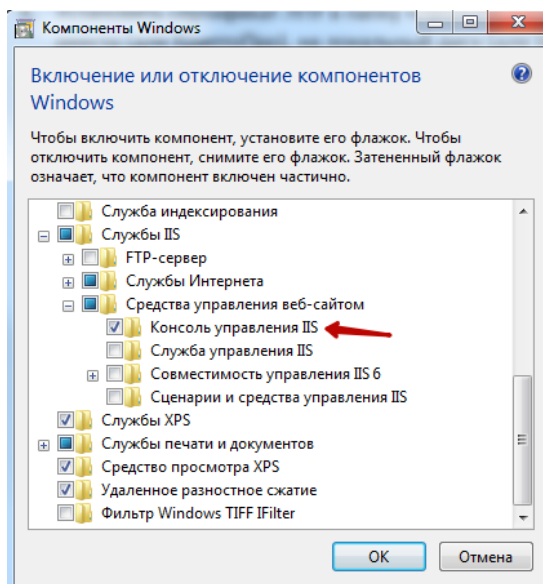 Компоненты Windows
Включение или отключение компонентов
Windows
Чтобы включить компонент, установите его флажок. Чтобы
отключить компонент, снимите его флажок. Затененный флажок
означает, что компонент включен частично.
Служба индексирования
Службы IIS
FTP-сервер
Службы Интернета
Средства управления веб-сайтом
Консоль управления IIS
Служба управления IIS
Совместимость управления IIS 6
Сценарии и средства управления IIS
Службы XPS
Службы печати и документов
Средство просмотра XPS
Удаленное разностное сжатие
Фильтр Windows TIFF IFilter
OK
Отмена